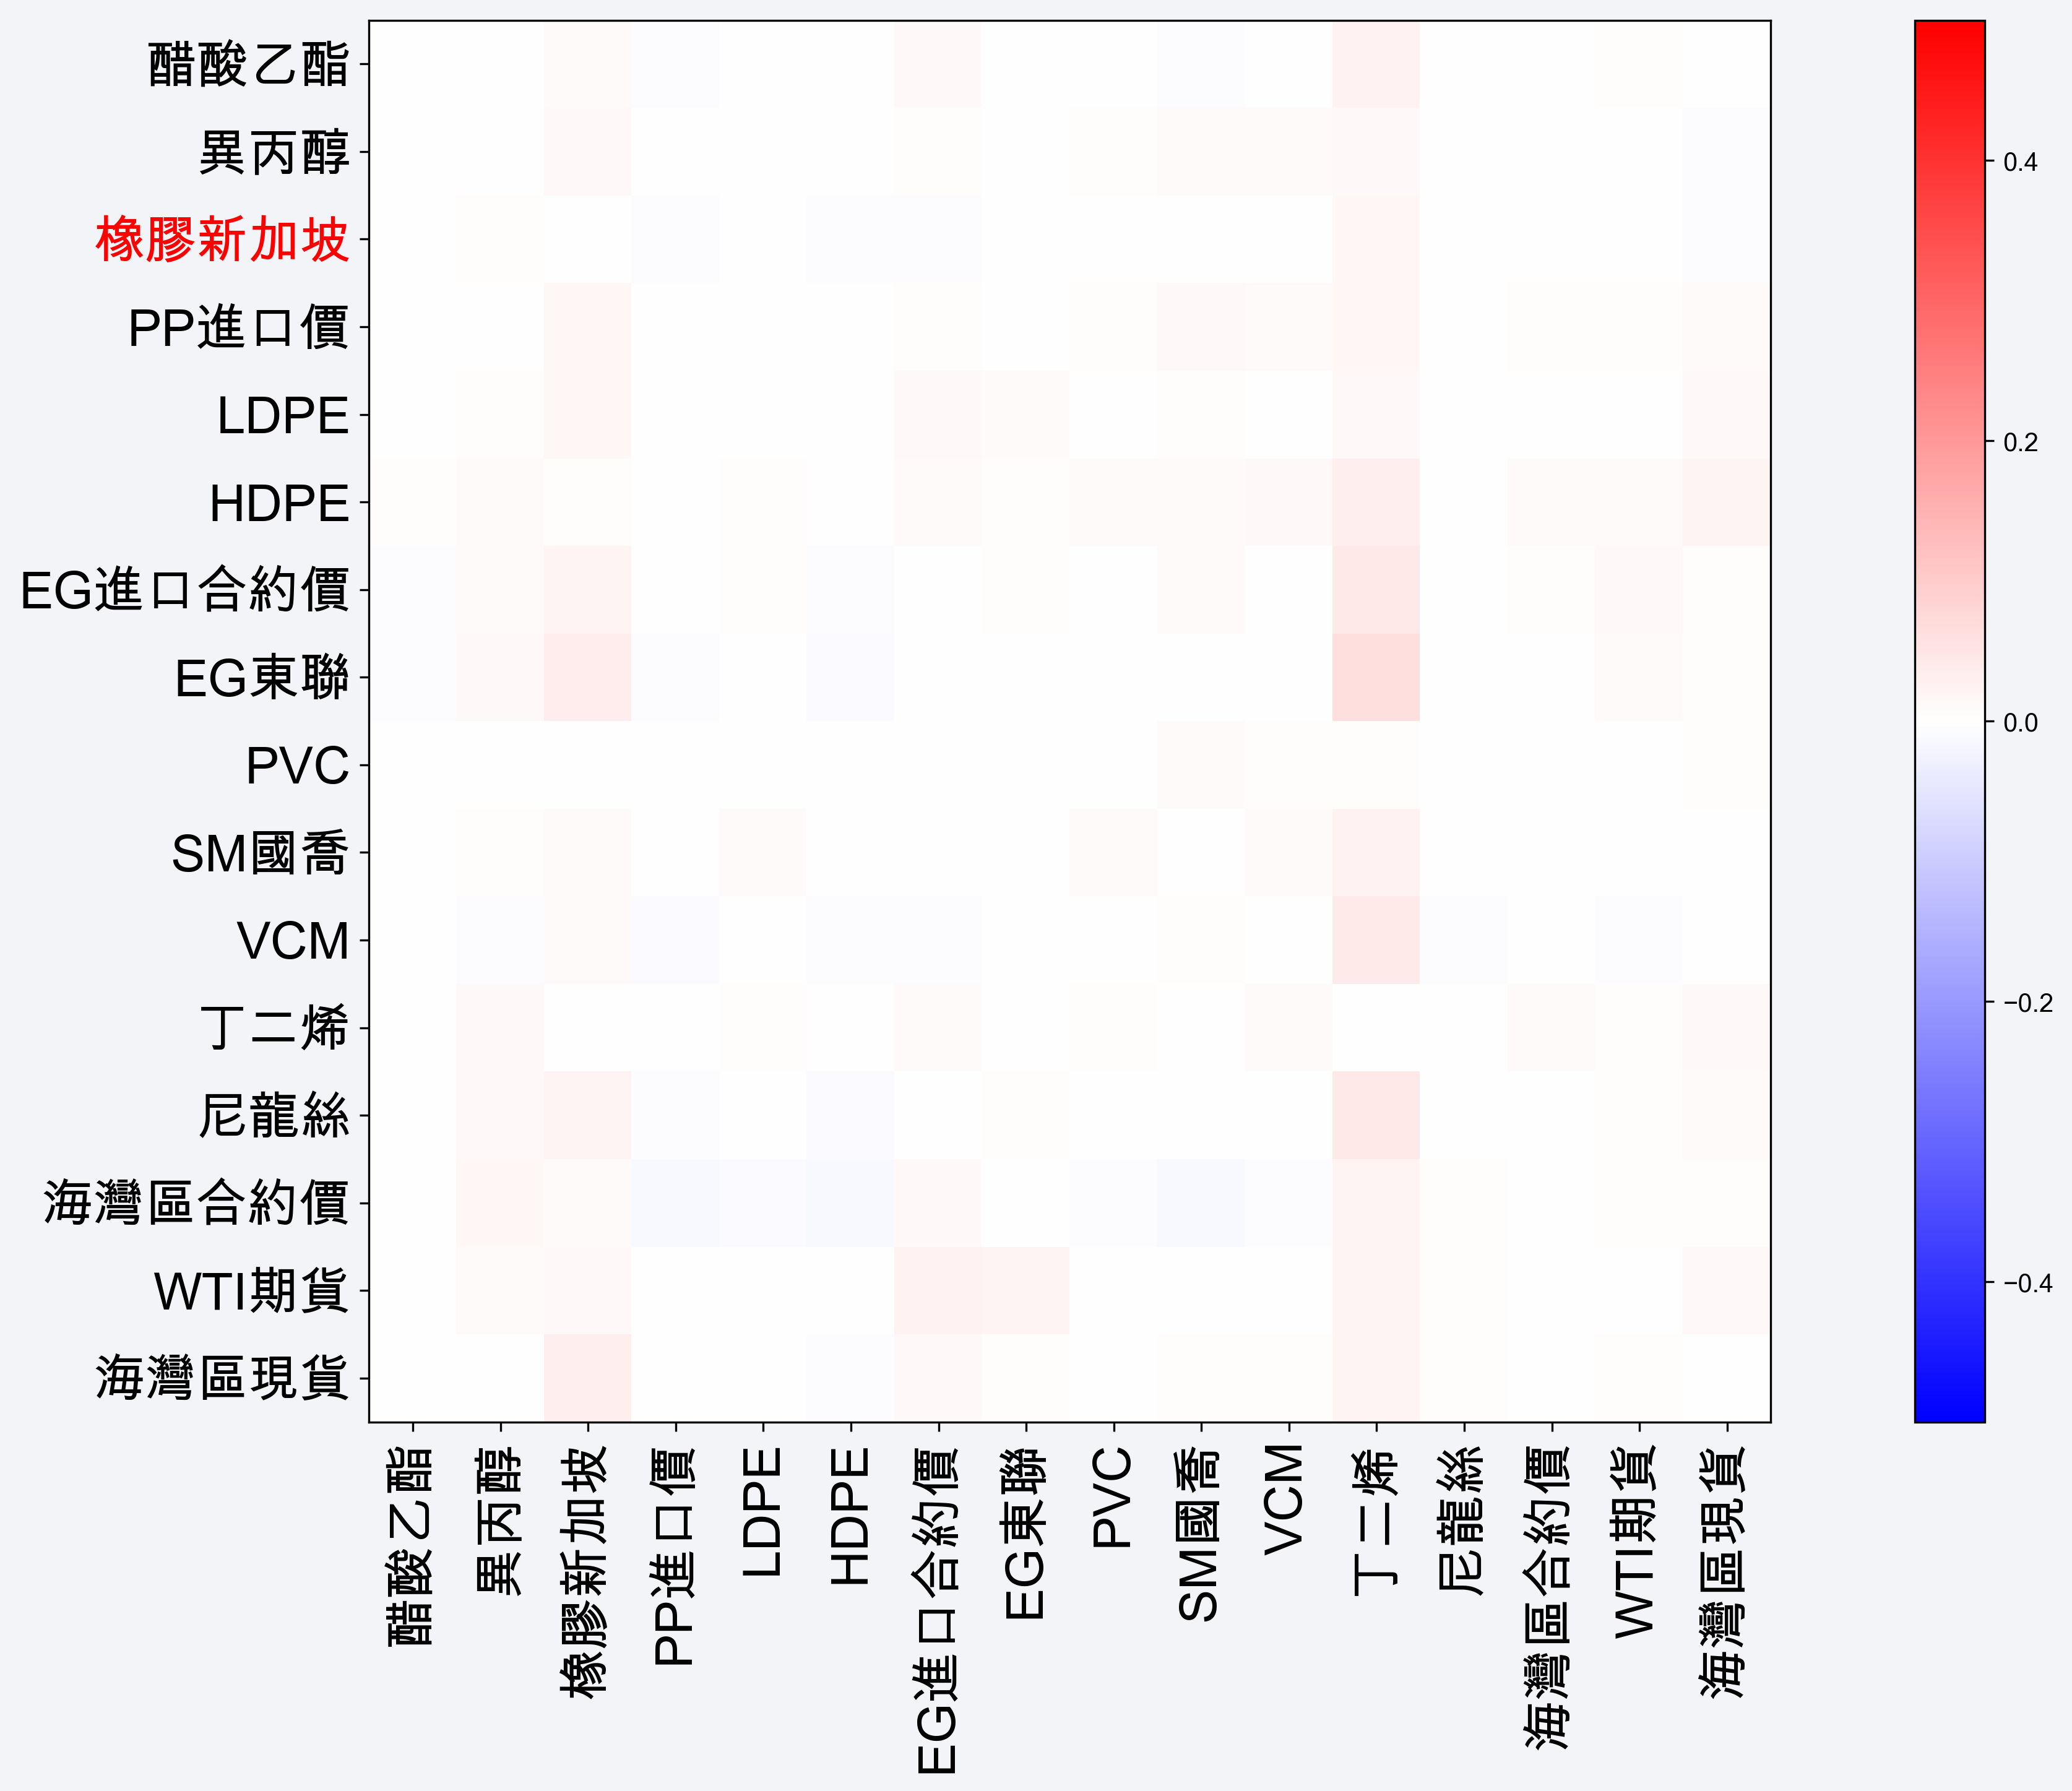 醋酸乙酯
異丙醇
橡膠新加坡
PP進口價
LDPE
HDPE
EG進口合約價
EG東聯
PVC
SM國喬
VCM
丁二烯
尼龍絲
海灣區合約價
WTI期貨
海灣區現貨
醋酸乙酯
異丙醇
橡膠新加坡
PP進口價
LDPE
HDPE
EG進口合約價
EG東聯
PVC
SM國喬
VCM
丁二烯
尼龍絲
海灣區合約價
WTI期貨
海灣區現貨
0.4
0.2
0.0
−0.2
−0.4